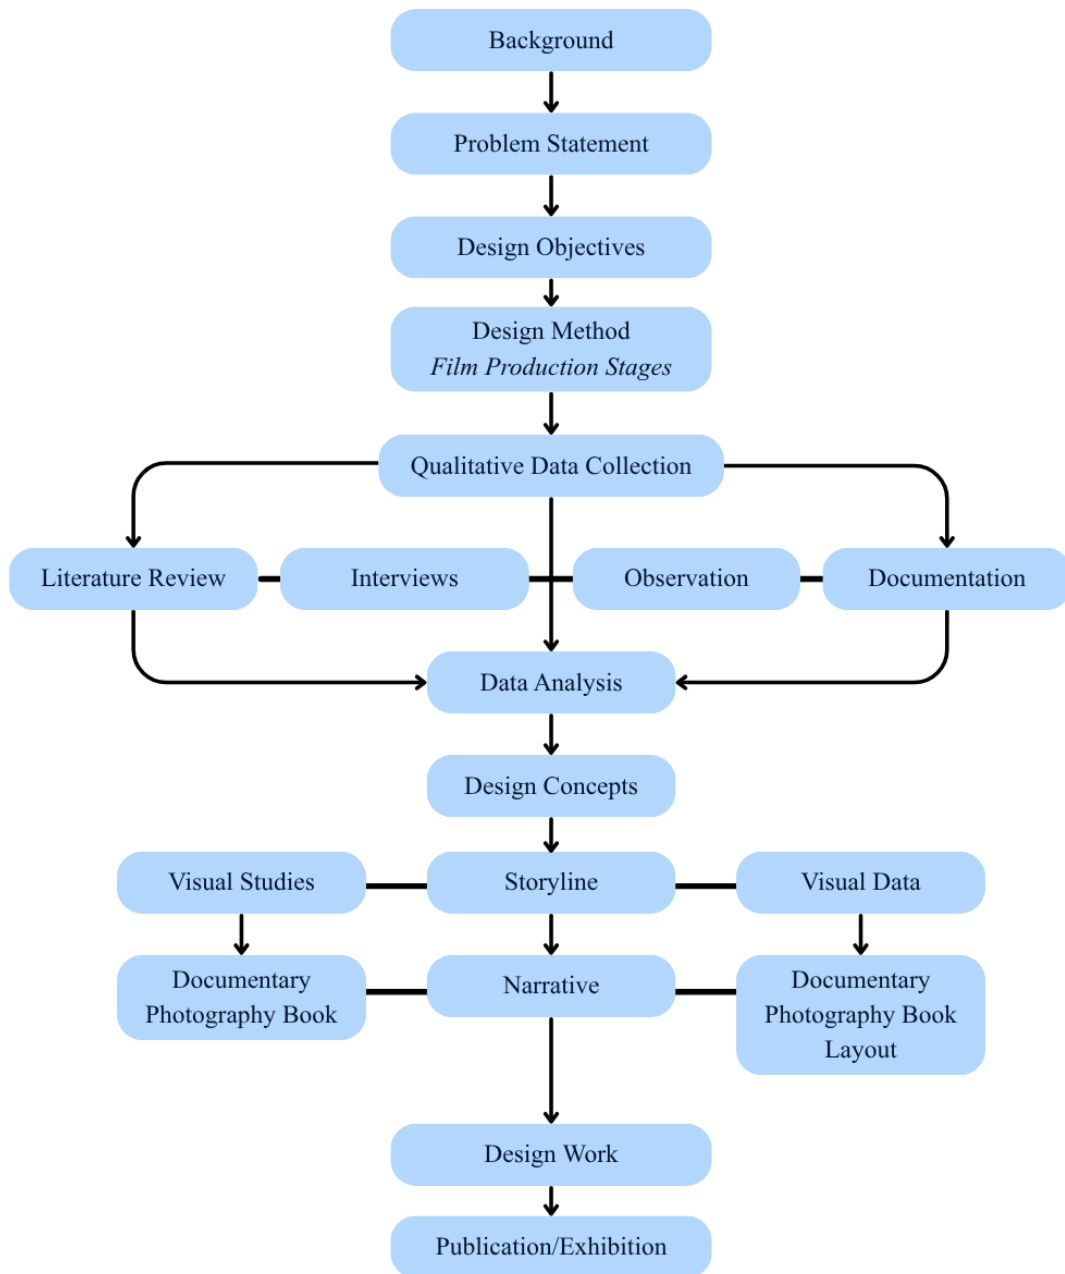 Background
Problem Statement
Design Objectives
Design Method
Film Production Stages
Qualitative Data Collection
Literature Review
Interviews
Observation
Documentation
Data Analysis
Design Concepts
Visual Studies
Storyline
Visual Data
Documentary
Photography Book
Narrative
Documentary
Photography Book
Layout
Design Work
Publication/Exhibition